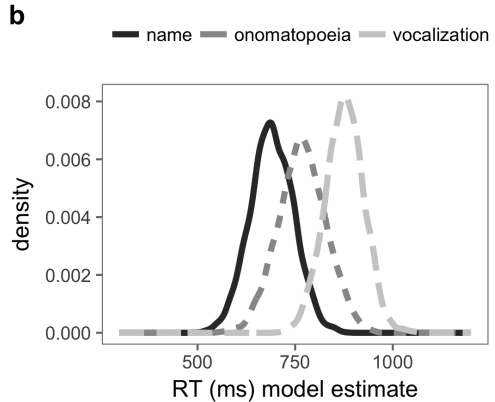 b
name onomatopoeia vocalization
0.008
0.006
0.004
0.002
0.000
density
500 750 1000
RT (ms) model estimate